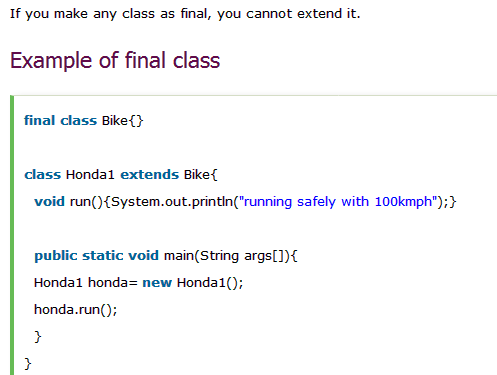 If you make any class as final, you cannot extend it.
Example of final class
final class Bike{}
class Honda1 extends Bike{
void run(){System.out.println("running safely with 100kmph");}
public static void main(String args[]){
Honda1 honda= new Honda1();
honda.run();
}
}